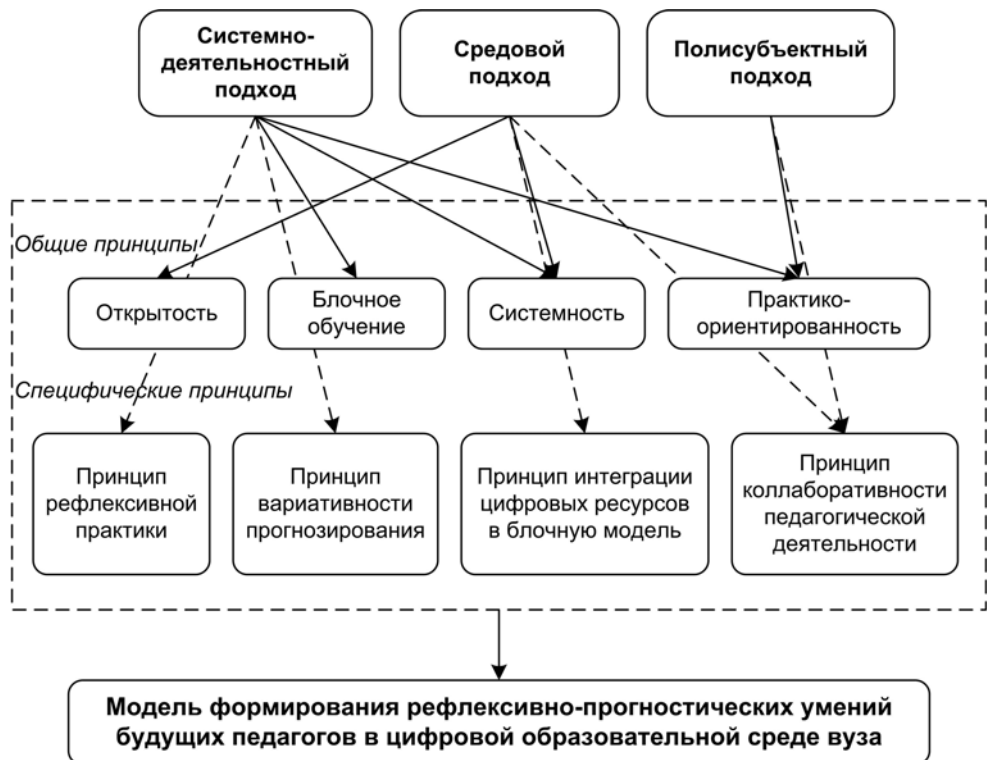 Системно-
деятельностный
подход
Средовой
подход
Полисубъектный
подход
Общие принципы
Открытость
Блочное
обучение
Системность
Практико-
ориентированность
Специфические принципы
Принцип
рефлексивной
практики
Принцип
вариативности
прогнозирования
Принцип интеграции
цифровых ресурсов
в блочную модель
Принцип
коллаборативности
педагогической
деятельности
Модель формирования рефлексивно-прогностических умений
будущих педагогов в цифровой образовательной среде вуза